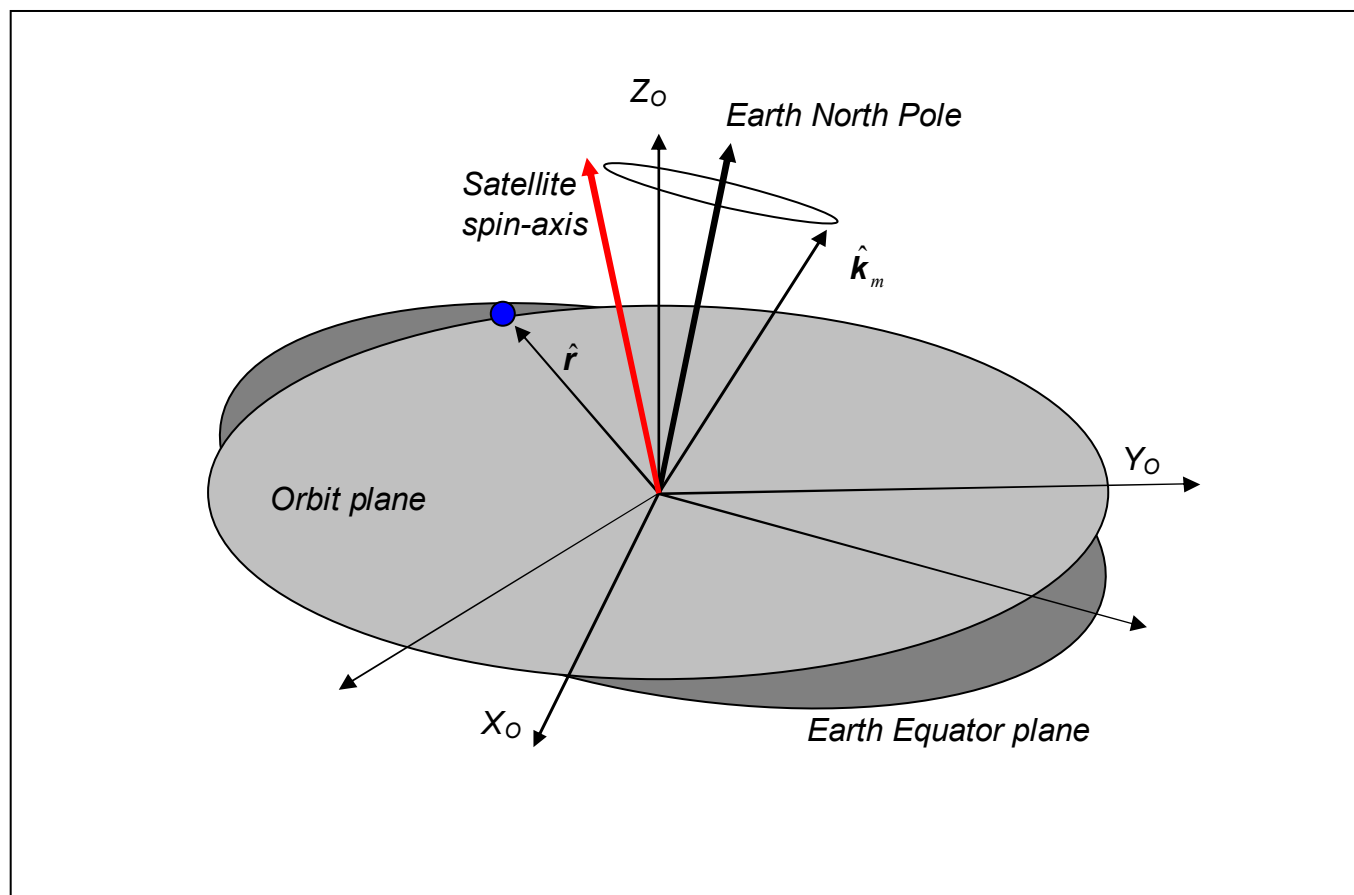 Z_O
Earth North Pole
Satellite
spin-axis
k̂_m
r̂
Y_O
Orbit plane
X_O
Earth Equator plane